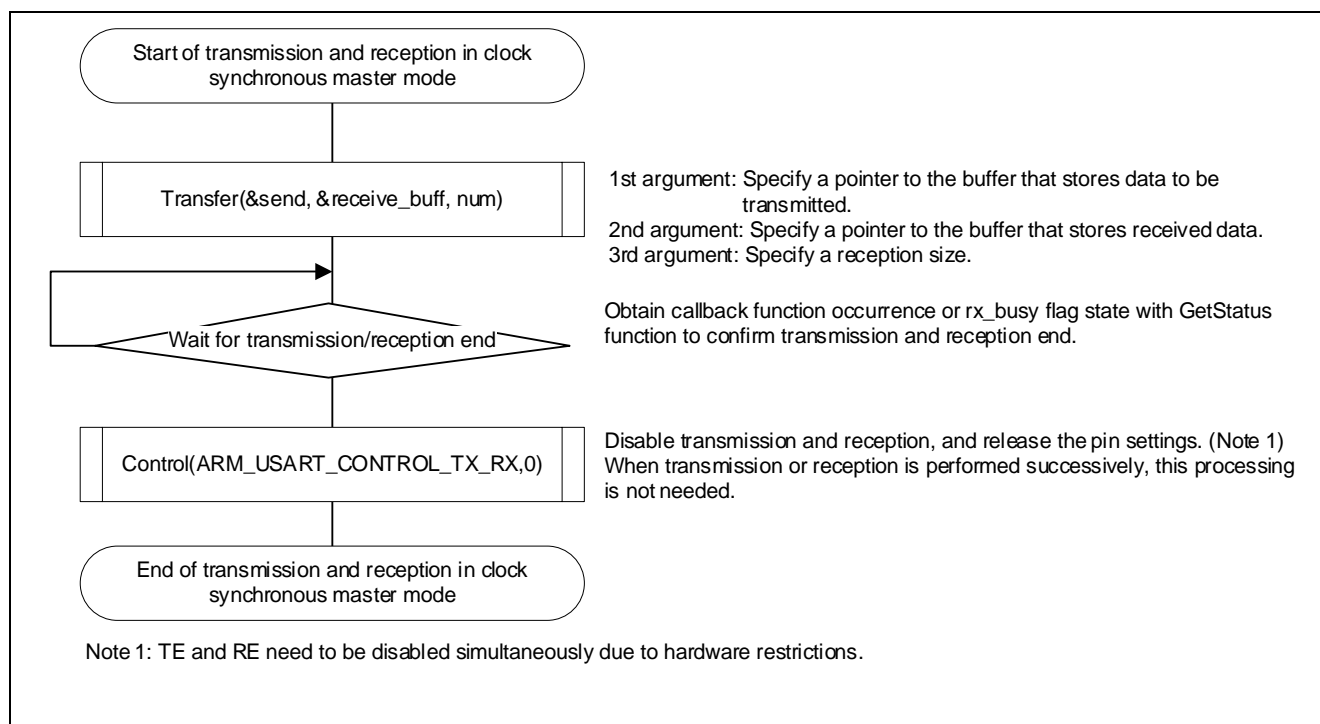 Start of transmission and reception in clock
synchronous master mode
Transfer(&send, &receive_buff, num)
1st argument: Specify a pointer to the buffer that stores data to be
transmitted.
2nd argument: Specify a pointer to the buffer that stores received data.
3rd argument: Specify a reception size.
Wait for transmission/reception end
Obtain callback function occurrence or rx_busy flag state with GetStatus
function to confirm transmission and reception end.
Control(ARM_USART_CONTROL_TX_RX,0)
Disable transmission and reception, and release the pin settings. (Note 1)
When transmission or reception is performed successively, this processing
is not needed.
End of transmission and reception in clock
synchronous master mode
Note 1: TE and RE need to be disabled simultaneously due to hardware restrictions.